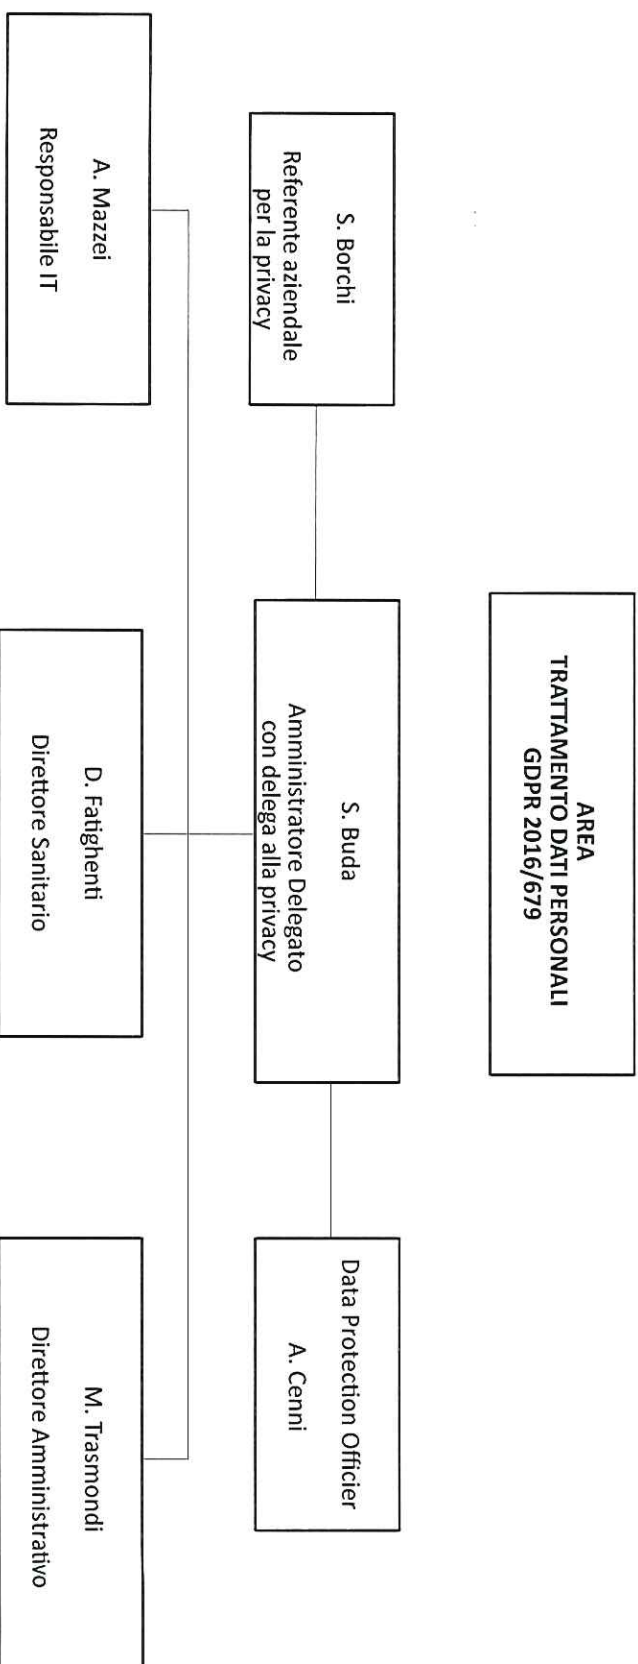 AREA
TRATTAMENTO DATI PERSONALI
GDPR 2016/679
S. Borchi
Referente aziendale
per la privacy
S. Buda
Amministratore Delegato
con delega alla privacy
Data Protection Officier
A. Cenni
A. Mazzei
Responsabile IT
D. Fatighenti
Direttore Sanitario
M. Trasmondi
Direttore Amministrativo